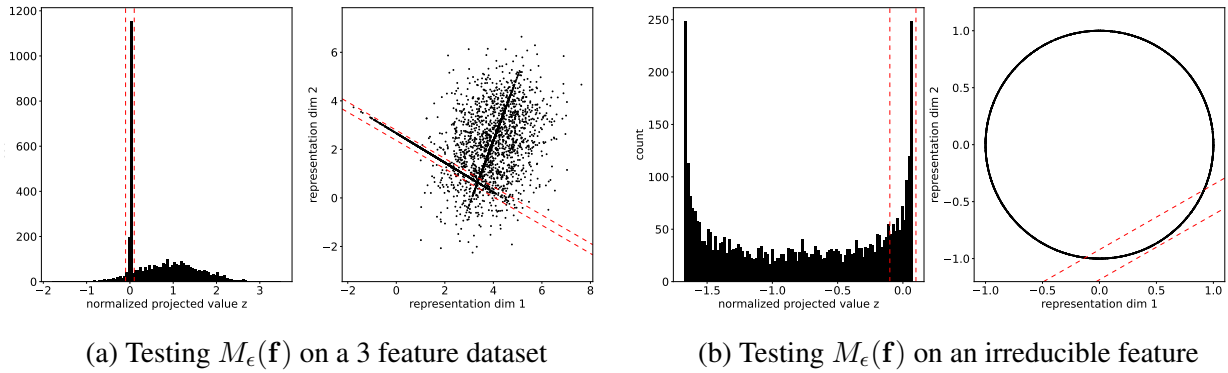 1200
1000
800
600
400
200
0
−2 −1 0 1 2 3
normalized projected value z
6
4
2
0
−2
representation dim 2
−2 0 2 4 6 8
representation dim 1
250
200
150
100
50
0
count
−1.5 −1.0 −0.5 0.0
normalized projected value z
1.0
0.5
0.0
−0.5
−1.0
representation dim 2
−1.0 −0.5 0.0 0.5 1.0
representation dim 1
(a) Testing $M_\epsilon(\mathbf{f})$ on a 3 feature dataset
(b) Testing $M_\epsilon(\mathbf{f})$ on an irreducible feature